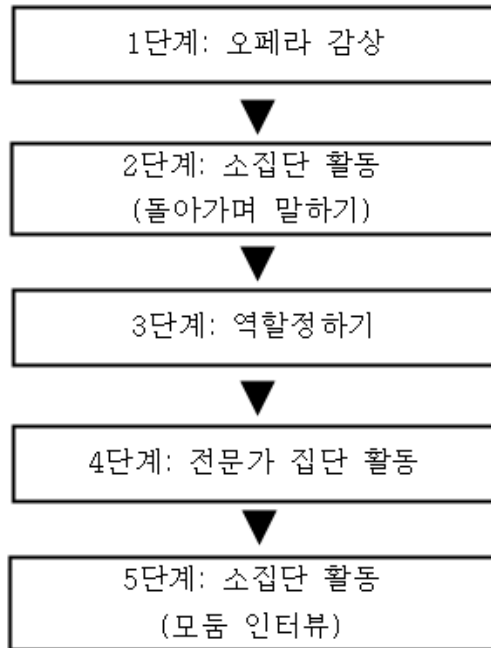 1단계: 오페라 감상
2단계: 소집단 활동
(돌아가며 말하기)
3단계: 역할정하기
4단계: 전문가 집단 활동
5단계: 소집단 활동
(모둠 인터뷰)